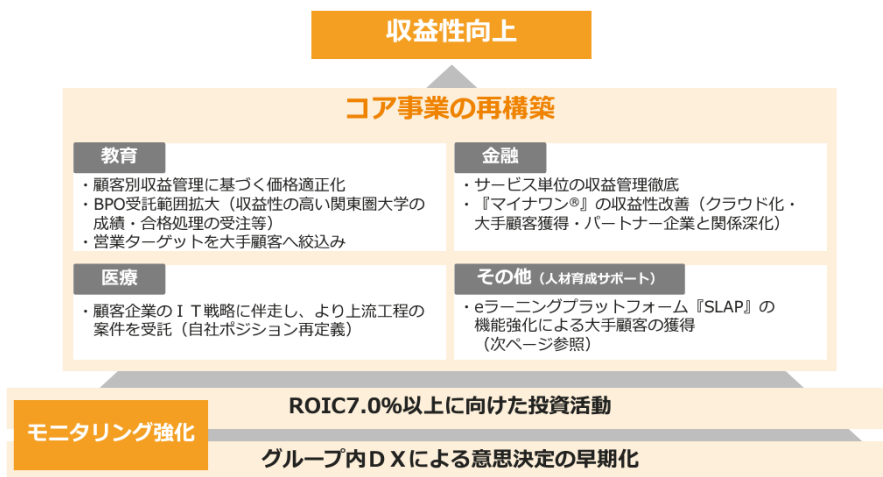 収益性向上
コア事業の再構築
教育
・顧客別収益管理に基づく価格適正化
・BPO受託範囲拡大（収益性の高い関東圏大学の
成績・合格処理の受注等）
・営業ターゲットを大手顧客へ絞込み
金融
・サービス単位の収益管理徹底
・『マイナワン®』の収益性改善（クラウド化・
大手顧客獲得・パートナー企業と関係深化）
医療
・顧客企業のＩＴ戦略に伴走し、より上流工程の
案件を受託（自社ポジション再定義）
その他（人材育成サポート）
・eラーニングプラットフォーム『SLAP』の
機能強化による大手顧客の獲得
（次ページ参照）
ROIC7.0%以上に向けた投資活動
モニタリング強化
グループ内ＤＸによる意思決定の早期化